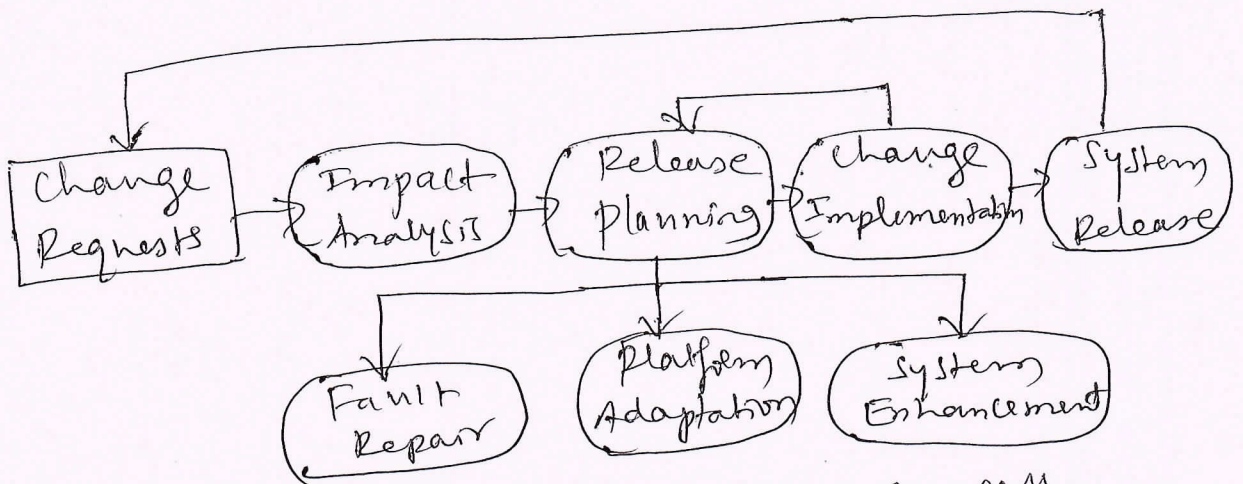 Change
Requests
Impact
Analysis
Release
Planning
Change
Implementation
System
Release
Fault
Repair
Platform
Adaptation
System
Enhancement